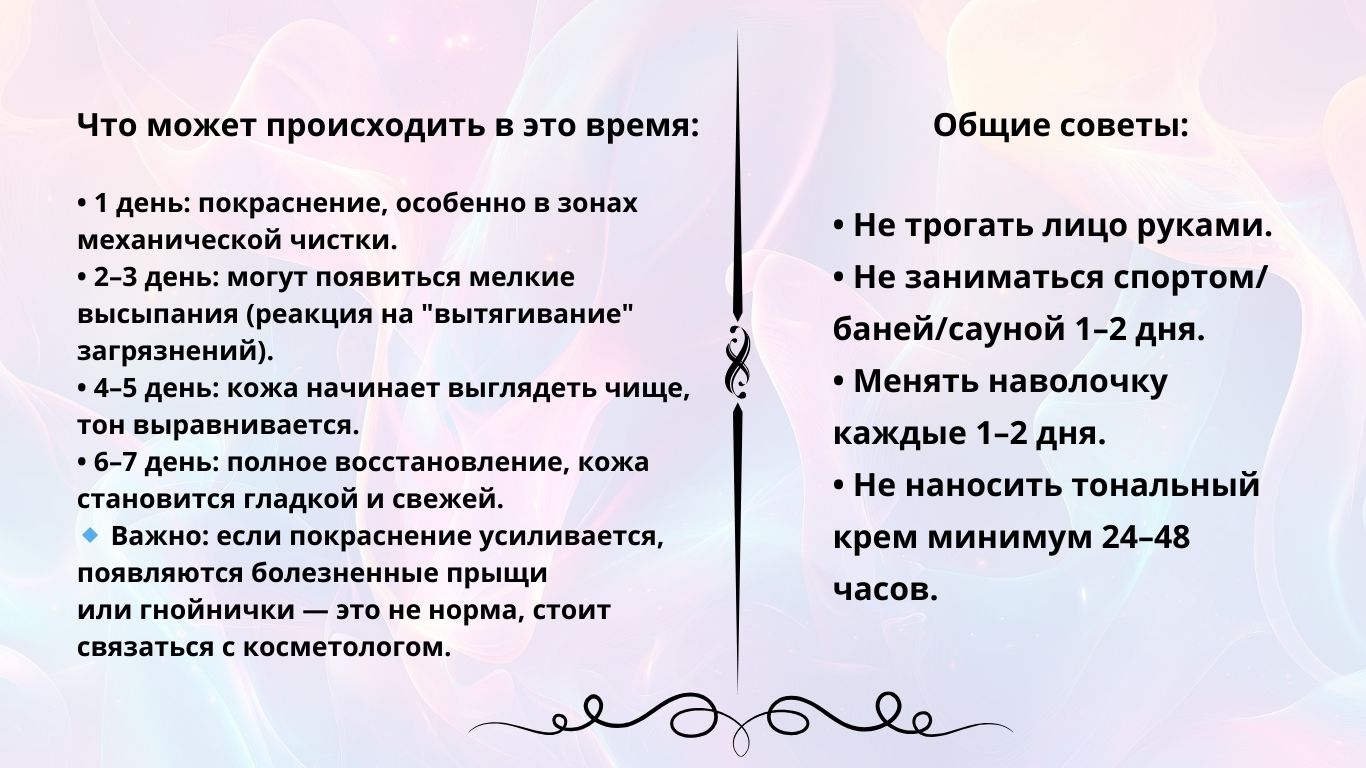 Что может происходить в это время:
• 1 день: покраснение, особенно в зонах
механической чистки.
• 2–3 день: могут появиться мелкие
высыпания (реакция на "вытягивание"
загрязнений).
• 4–5 день: кожа начинает выглядеть чище,
тон выравнивается.
• 6–7 день: полное восстановление, кожа
становится гладкой и свежей.
🔹 Важно: если покраснение усиливается,
появляются болезненные прыщи
или гнойнички — это не норма, стоит
связаться с косметологом.
Общие советы:
• Не трогать лицо руками.
• Не заниматься спортом/
баней/сауной 1–2 дня.
• Менять наволочку
каждые 1–2 дня.
• Не наносить тональный
крем минимум 24–48
часов.